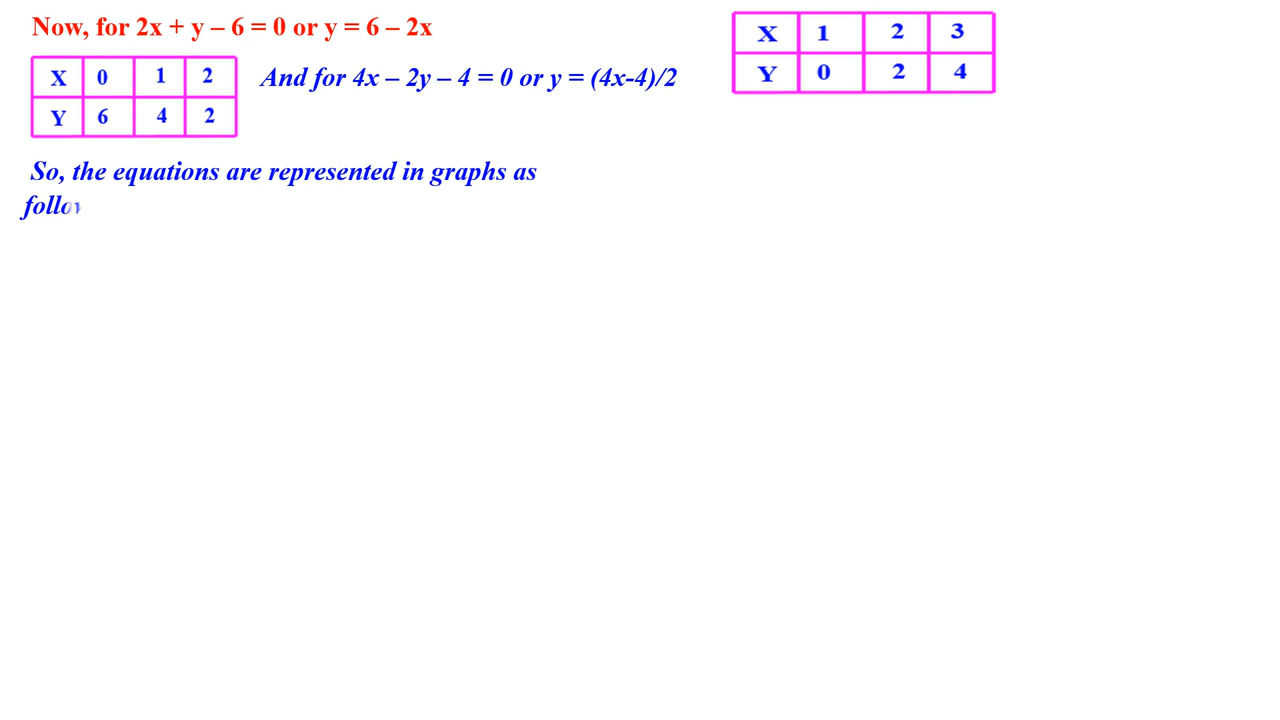 Now, for 2x + y – 6 = 0 or y = 6 – 2x
X 0 1 2
Y 6 4 2
And for 4x – 2y – 4 = 0 or y = (4x-4)/2
X 1 2 3
Y 0 2 4
So, the equations are represented in graphs as